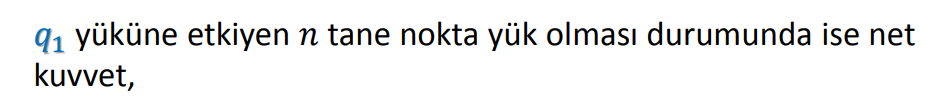 q₁ yüküne etkiyen n tane nokta yük olması durumunda ise net
kuvvet,